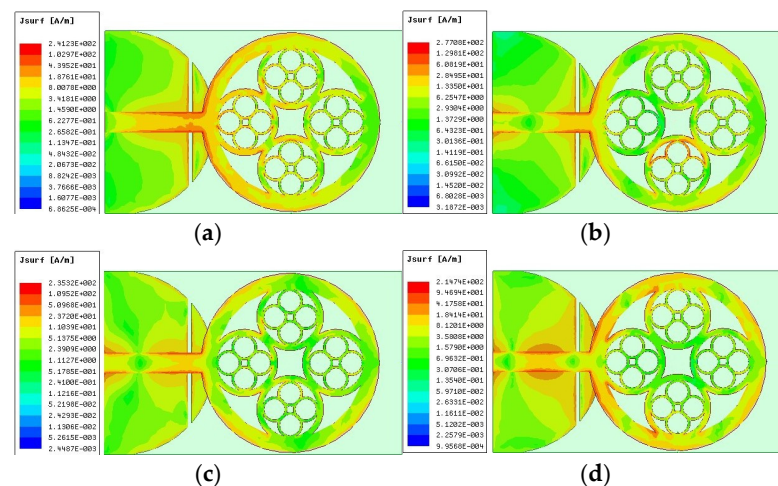 Jsurf [A/m]
2.4123E+002
1.0297E+002
4.3952E+001
1.8761E+001
8.0078E+000
3.4181E+000
1.4590E+000
6.2277E-001
2.6582E-001
1.1347E-001
4.8432E-002
2.0673E-002
8.8242E-003
3.7666E-003
1.6077E-003
6.8625E-004
(a)
Jsurf [A/m]
2.7708E+002
1.2981E+002
6.0819E+001
2.8495E+001
1.3350E+001
6.2547E+000
2.9304E+000
1.3729E+000
6.4323E-001
3.0136E-001
1.4119E-001
6.6150E-002
3.0992E-002
1.4520E-002
6.8028E-003
3.1872E-003
(b)
Jsurf [A/m]
2.3532E+002
1.0952E+002
5.0968E+001
2.3720E+001
1.1039E+001
5.1375E+000
2.3909E+000
1.1127E+000
5.1785E-001
2.4100E-001
1.1216E-001
5.2198E-002
2.4293E-002
1.1306E-002
5.2615E-003
2.4487E-003
(c)
Jsurf [A/m]
2.1474E+002
9.4694E+001
4.1758E+001
1.8414E+001
8.1201E+000
3.5808E+000
1.5790E+000
6.9632E-001
3.0706E-001
1.3540E-001
5.9710E-002
2.6331E-002
1.1611E-002
5.1202E-003
2.2579E-003
9.9568E-004
(d)